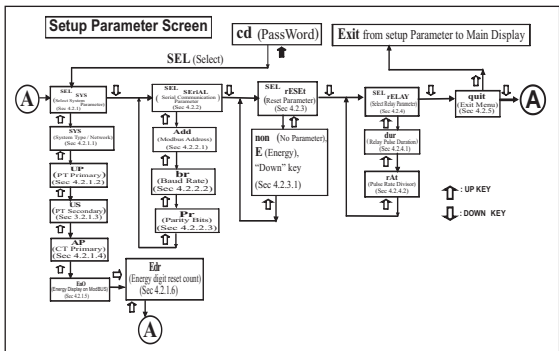 Setup Parameter Screen
cd (PassWord)
Exit from setup Parameter to Main Display
SEL (Select)
A
SEL SYS
(Select System
Parameter)
(Sec 4.2.1)
SEL SERiAL
( Serial Communication
Parameter
(Sec 4.2.2)
SEL rESEt
(Reset Parameter)
(Sec 4.2.3)
SEL rELAY
(Select Relay Parameter)
(Sec 4.2.4)
quit
(Exit Menu)
(Sec 4.2.5)
A
SYS
(System Type / Network)
(Sec 4.2.1.1)
UP
(PT Primary)
(Sec 4.2.1.2)
US
(PT Secondary)
(Sec 3.2.1.3)
AP
(CT Primary)
(Sec 4.2.1.4)
EnO
(Energy Display on ModBUS)
(Sec 4.2.1.5)
Add
(Modbus Address)
(Sec 4.2.2.1)
br
(Baud Rate)
(Sec 4.2.2.2)
Pr
(Parity Bits)
(Sec 4.2.2.3)
Edr
(Energy digit reset count)
(Sec 4.2.1.6)
A
non (No Parameter),
E (Energy),
“Down” key
(Sec 4.2.3.1)
dur
(Relay Pulse Duration)
(Sec 4.2.4.1)
rAt
(Pulse Rate Divisor)
(Sec 4.2.4.2)
: UP KEY
: DOWN KEY